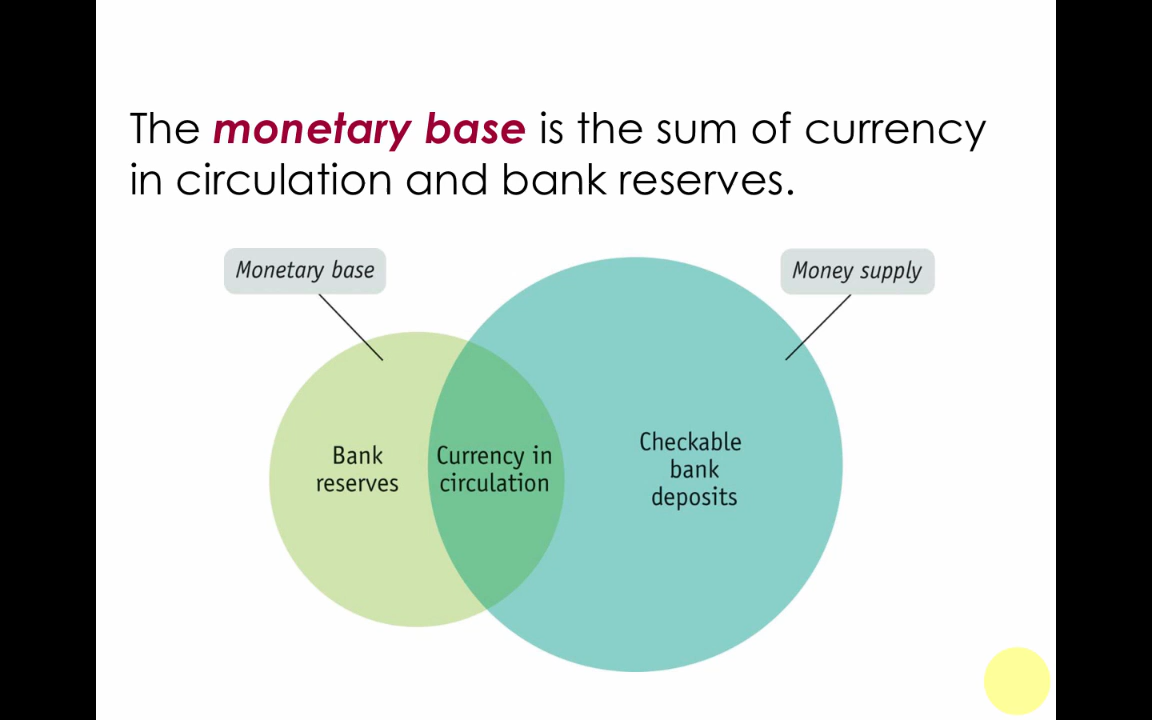 The monetary base is the sum of currency
in circulation and bank reserves.
Monetary base
Money supply
Bank
reserves
Currency in
circulation
Checkable
bank
deposits